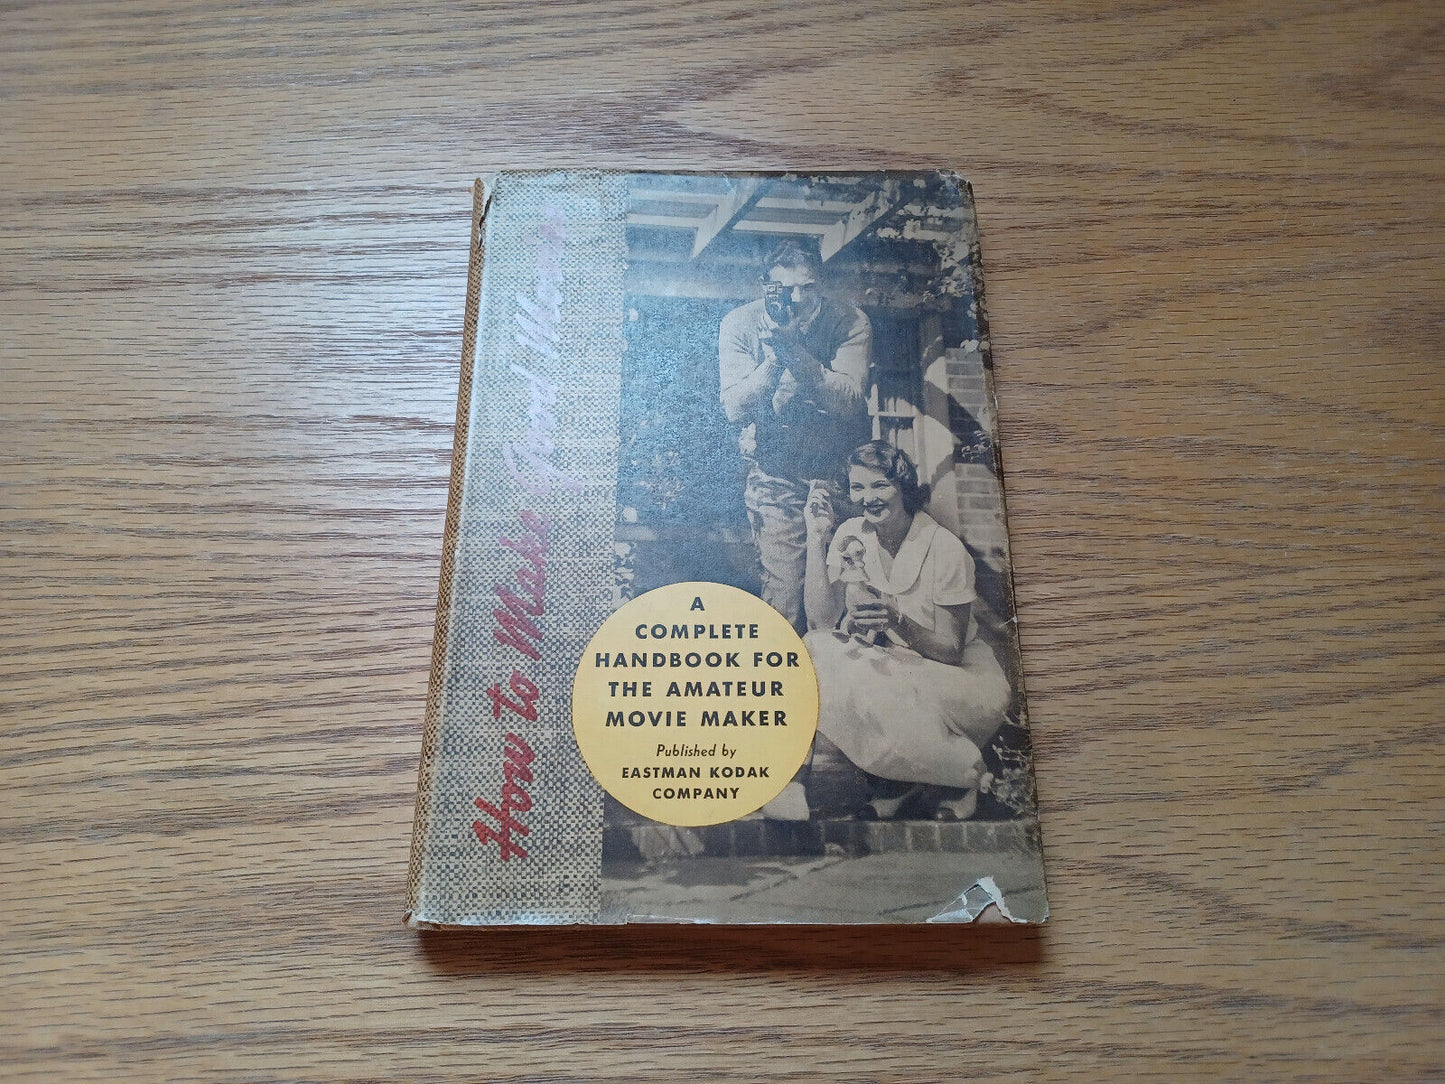 How to Make Good Movies
A
COMPLETE
HANDBOOK FOR
THE AMATEUR
MOVIE MAKER
Published by
EASTMAN KODAK
COMPANY